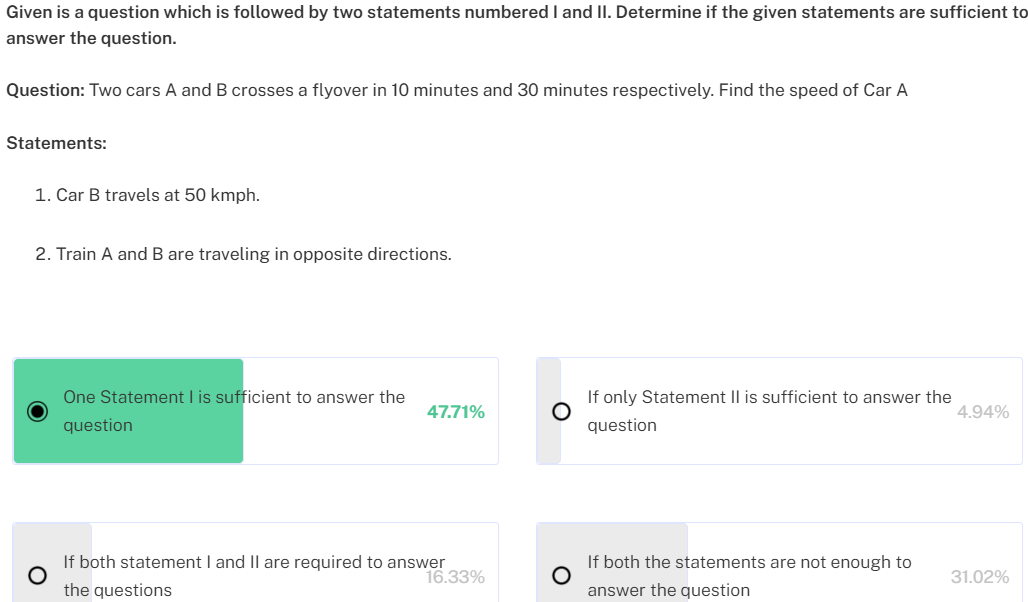 Given is a question which is followed by two statements numbered I and II. Determine if the given statements are sufficient to
answer the question.
Question: Two cars A and B crosses a flyover in 10 minutes and 30 minutes respectively. Find the speed of Car A
Statements:
1. Car B travels at 50 kmph.
2. Train A and B are traveling in opposite directions.
One Statement I is sufficient to answer the
question
47.71%
If only Statement II is sufficient to answer the
question
4.94%
If both statement I and II are required to answer
the questions
16.33%
If both the statements are not enough to
answer the question
31.02%